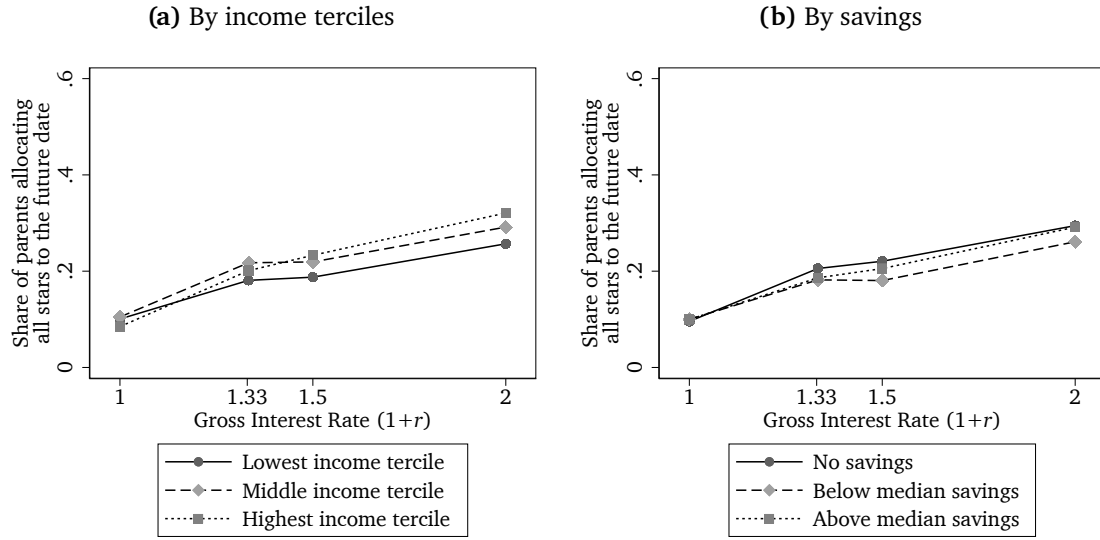 (a) By income terciles
Share of parents allocating
all stars to the future date
.6
.4
.2
0
1 1.33 1.5 2
Gross Interest Rate (1+r)
Lowest income tercile
Middle income tercile
Highest income tercile
(b) By savings
Share of parents allocating
all stars to the future date
.6
.4
.2
0
1 1.33 1.5 2
Gross Interest Rate (1+r)
No savings
Below median savings
Above median savings